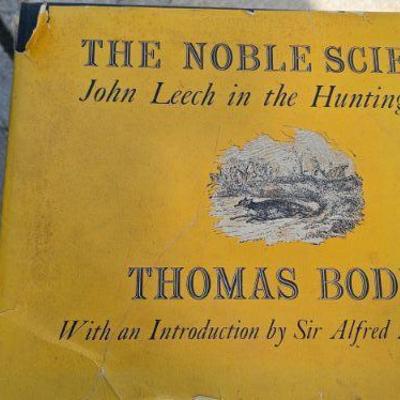 THE NOBLE SCIE
John Leech in the Hunting
THOMAS BOD
With an Introduction by Sir Alfred